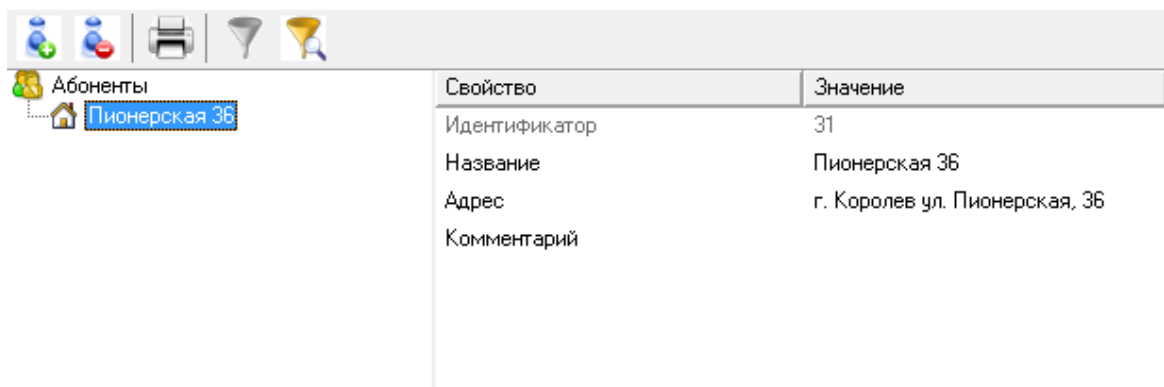 Абоненты
Пионерская 36
Свойство Значение
Идентификатор 31
Название Пионерская 36
Адрес г. Королев ул. Пионерская, 36
Комментарий